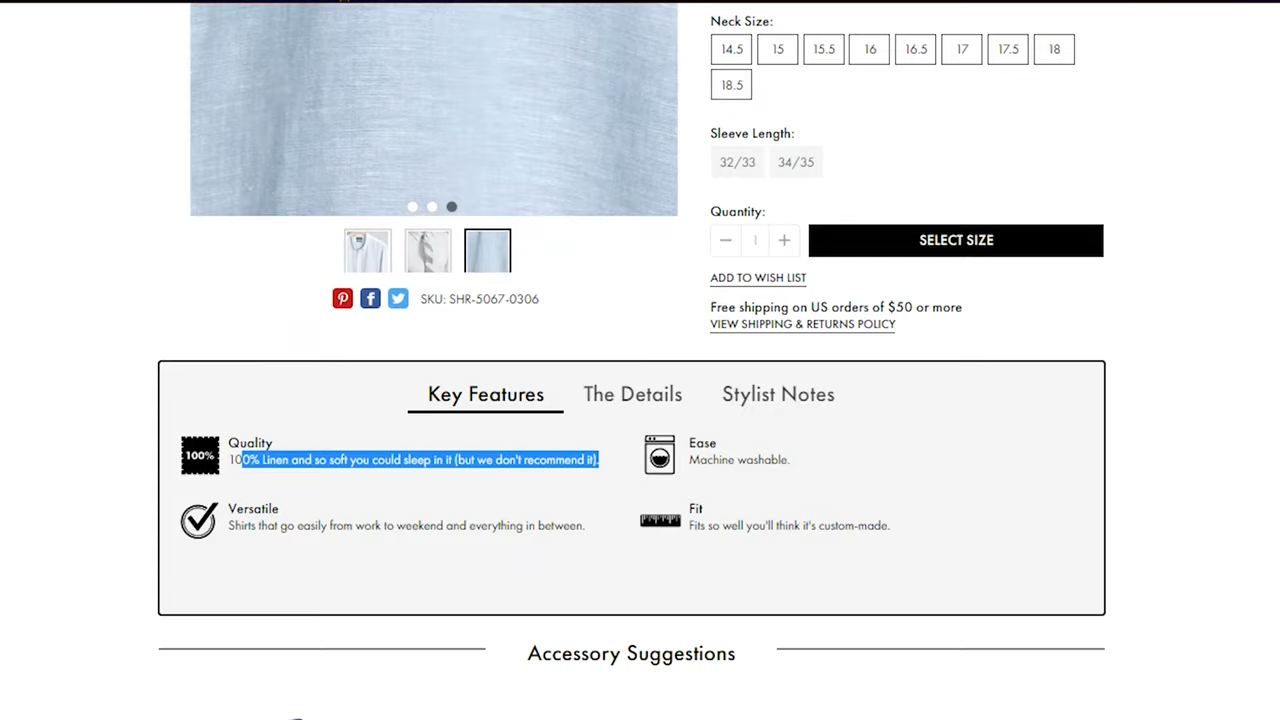 Neck Size:
14.5 15 15.5 16 16.5 17 17.5 18
18.5
Sleeve Length:
32/33 34/35
Quantity:
− 1 + SELECT SIZE
ADD TO WISH LIST
SKU: SHR-5067-0306
Free shipping on US orders of $50 or more
VIEW SHIPPING & RETURNS POLICY
Key Features The Details Stylist Notes
100%
Quality
100% Linen and so soft you could sleep in it (but we don't recommend it).
Ease
Machine washable.
Versatile
Shirts that go easily from work to weekend and everything in between.
Fit
Fits so well you'll think it's custom-made.
Accessory Suggestions